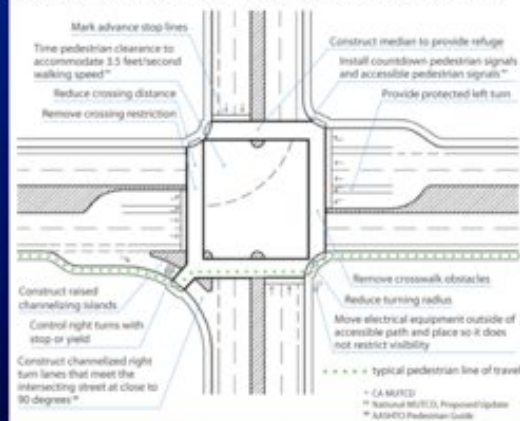 Mark advance stop lines
Time pedestrian clearance to
accommodate 3.5 feet/second
walking speed**
Reduce crossing distance
Remove crossing restriction
Construct median to provide refuge
Install countdown pedestrian signals
and accessible pedestrian signals**
Provide protected left turn
Construct raised
channelizing islands
Control right turns with
stop or yield
Construct channelized right
turn lanes that meet the
intersecting street at close to
90 degrees
Remove crosswalk obstacles
Reduce turning radius
Move electrical equipment outside of
accessible path and place so it does
not restrict visibility
typical pedestrian line of travel
* CA MUTCD
** National MUTCD, Proposed Update
AASHTO Pedestrian Guide